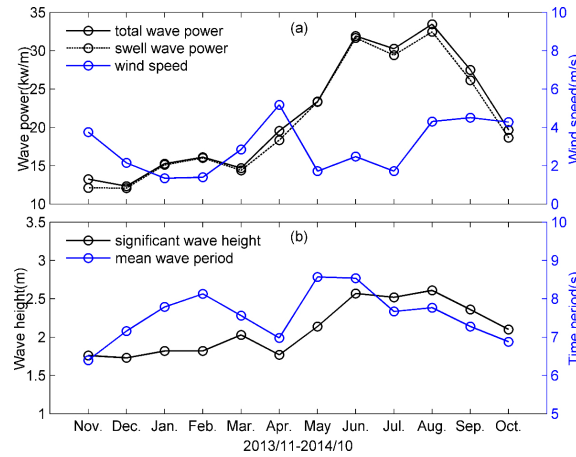 35
30
25
20
15
10
Wave power(kw/m)
total wave power
swell wave power
wind speed
(a)
10
8
6
4
2
0
Wind speed(m/s)
3.5
3
2.5
2
1.5
1
Wave height(m)
significant wave height
mean wave period
(b)
10
9
8
7
6
5
Time period(s)
Nov. Dec. Jan. Feb. Mar. Apr. May Jun. Jul. Aug. Sep. Oct.
2013/11-2014/10